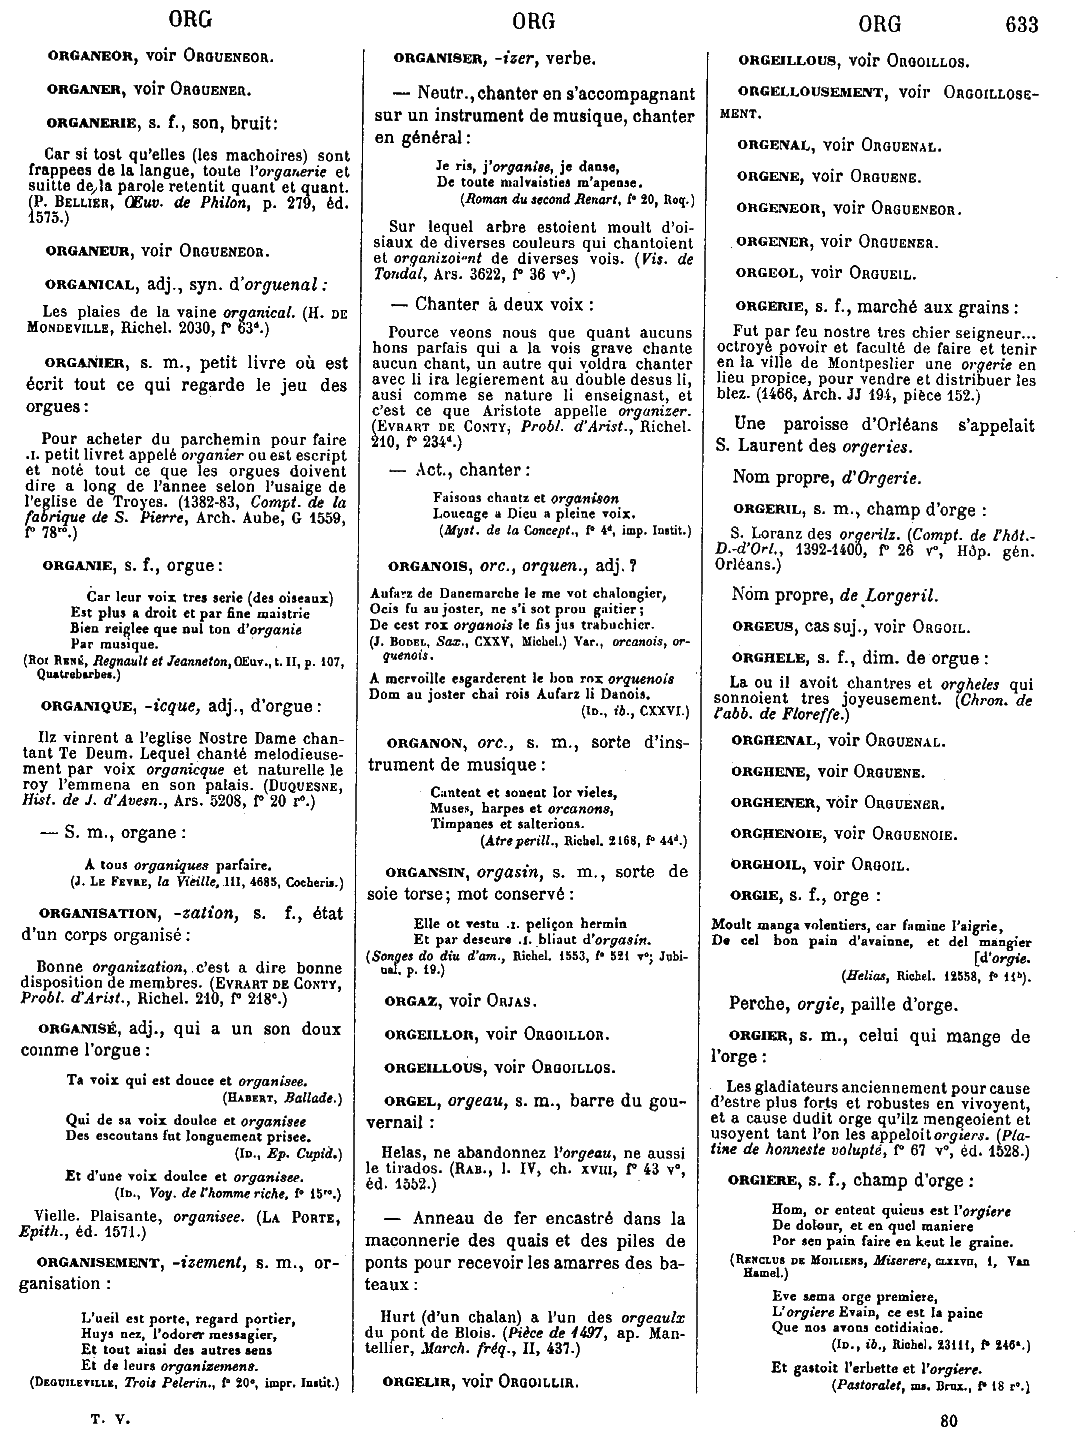 ORG
ORG
ORG 633
ORGANEOR, voir ORGUENEOR.
ORGANER, voir ORGUENER.
ORGANERIE, s. f., son, bruit :
Car si tost qu'elles (les machoires) sont
frappees de la langue, toute l'organerie et
suitte de la parole retentit quant et quant.
(P. BELLIER, Œuv. de Philon, p. 279, éd.
1575.)
ORGANEUR, voir ORGUENEOR.
ORGANICAL, adj., syn. d'orguenal :
Les plaies de la vaine organical. (H. DE
MONDEVILLE, Richel. 2030, f° 63ᵈ.)
ORGANIER, s. m., petit livre où est
écrit tout ce qui regarde le jeu des
orgues :
Pour acheter du parchemin pour faire
.I. petit livret appelé organier ou est escript
et noté tout ce que les orgues doivent
dire a long de l'annee selon l'usaige de
l'eglise de Troyes. (1382-83, Compt. de la
fabrique de S. Pierre, Arch. Aube, G 1559,
f° 78ʳᵒ.)
ORGANIE, s. f., orgue :
Car leur voix tres serie (des oiseaux)
Est plus a droit et par fine maistrie
Bien reiglee que nul ton d'organie
Par musique.
(ROI RENÉ, Regnault et Jeanneton, Œuv., t. II, p. 107,
Quatrebarbes.)
ORGANIQUE, -icque, adj., d'orgue :
Ilz vinrent a l'eglise Nostre Dame chan-
tant Te Deum. Lequel chanté melodieuse-
ment par voix organicque et naturelle le
roy l'emmena en son palais. (DUQUESNE,
Hist. de J. d'Avesn., Ars. 5208, f° 20 r°.)
— S. m., organe :
A tous organiques parfaire.
(J. LE FEVRE, la Vieille, III, 4685, Cocheris.)
ORGANISATION, -zation, s. f., état
d'un corps organisé :
Bonne organization, c'est a dire bonne
disposition de membres. (EVRART DE CONTY,
Probl. d'Arist., Richel. 210, f° 218ᶜ.)
ORGANISÉ, adj., qui a un son doux
comme l'orgue :
Ta voix qui est douce et organisee.
(HABERT, Ballade.)
Qui de sa voix doulce et organisee
Des escoutans fut longuement prisee.
(ID., Ep. Cupid.)
Et d'une voix doulce et organisee.
(ID., Voy. de l'homme riche, f° 15ʳᵒ.)
Vielle. Plaisante, organisee. (LA PORTE,
Epith., éd. 1571.)
ORGANISEMENT, -izement, s. m., or-
ganisation :
L'ueil est porte, regard portier,
Huys nez, l'odorer messagier,
Et tout ainsi des autres sens
Et de leurs organizemens.
(DEGUILEVILLE, Trois Pelerin., f° 20ᵉ, impr. Instit.)
T. V.
ORGANISER, -izer, verbe.
— Neutr., chanter en s'accompagnant
sur un instrument de musique, chanter
en général :
Je ris, j'organise, je danse,
De toute malvaisties m'apense.
(Roman du second Renart, f° 20, Roq.)
Sur lequel arbre estoient moult d'oi-
siaux de diverses couleurs qui chantoient
et organizoient de diverses vois. (Vis. de
Tondal, Ars. 3622, f° 36 v°.)
— Chanter à deux voix :
Pource veons nous que quant aucuns
hons parfais qui a la vois grave chante
aucun chant, un autre qui voldra chanter
avec li ira legierement au double desus li,
ausi comme se nature li enseignast, et
c'est ce que Aristote appelle organizer.
(EVRART DE CONTY, Probl. d'Arist., Richel.
210, f° 234ᵈ.)
— Act., chanter :
Faisons chantz et organison
Louenge a Dieu a pleine voix.
(Myst. de la Concept., f° 4ᵈ, imp. Instit.)
ORGANOIS, orc., orquen., adj. ?
Aufarz de Danemarche le me vot chalongier,
Ocis fu au joster, ne s'i sot prou guitier ;
De cest rox organois le fis jus trabuchier.
(J. BODEL, Sax., CXXV, Michel.) Var., orcanois, or-
quenois.
A mervoille esgarderent le bon rox orquenois
Dom au joster chai rois Aufarz li Danois.
(ID., ib., CXXVI.)
ORGANON, orc., s. m., sorte d'ins-
trument de musique :
Cantent et sonent lor vieles,
Muses, harpes et orcanons,
Timpanes et salterions.
(Atre perill., Richel. 2168, f° 44ᵈ.)
ORGANSIN, orgasin, s. m., sorte de
soie torse ; mot conservé :
Elle ot vestu .I. peliçon hermin
Et par deseure .I. bliaut d'orgasin.
(Songes do diu d'am., Richel. 1553, f° 521 v°; Jubi-
nal, p. 19.)
ORGAZ, voir ORJAS.
ORGEILLOR, voir ORGOILLOR.
ORGEILLOUS, voir ORGOILLOS.
ORGEL, orgeau, s. m., barre du gou-
vernail :
Helas, ne abandonnez l'orgeau, ne aussi
le tirados. (RAB., l. IV, ch. XVIII, f° 43 v°,
éd. 1552.)
— Anneau de fer encastré dans la
maconnerie des quais et des piles de
ponts pour recevoir les amarres des ba-
teaux :
Hurt (d'un chalan) a l'un des orgeaulx
du pont de Blois. (Pièce de 1497, ap. Man-
tellier, March. fréq., II, 437.)
ORGELIR, voir ORGOILLIR.
ORGEILLOUS, voir ORGOILLOS.
ORGELLOUSEMENT, voir ORGOILLOSE-
MENT.
ORGENAL, voir ORGUENAL.
ORGENE, voir ORGUENE.
ORGENEOR, voir ORGUENEOR.
ORGENER, voir ORGUENER.
ORGEOL, voir ORGUEIL.
ORGERIE, s. f., marché aux grains :
Fut par feu nostre tres chier seigneur...
octroyé povoir et faculté de faire et tenir
en la ville de Montpeslier une orgerie en
lieu propice, pour vendre et distribuer les
blez. (1466, Arch. JJ 194, pièce 152.)
Une paroisse d'Orléans s'appelait
S. Laurent des orgeries.
Nom propre, d'Orgerie.
ORGERIL, s. m., champ d'orge :
S. Loranz des orgerilz. (Compt. de l'hôt.-
D.-d'Orl., 1392-1400, f° 26 v°, Hôp. gén.
Orléans.)
Nom propre, de Lorgeril.
ORGEUS, cas suj., voir ORGOIL.
ORGHELE, s. f., dim. de orgue :
La ou il avoit chantres et orgheles qui
sonnoient tres joyeusement. (Chron. de
l'abb. de Floreffe.)
ORGHENAL, voir ORGUENAL.
ORGHENE, voir ORGUENE.
ORGHENER, voir ORGUENER.
ORGHENOIE, voir ORGUENOIE.
ORGHOIL, voir ORGOIL.
ORGIE, s. f., orge :
Moult manga volentiers, car famine l'aigrie,
De cel bon pain d'avainne, et del mangier
[d'orgie.
(Helias, Richel. 12558, f° 11ᵇ).
Perche, orgie, paille d'orge.
ORGIER, s. m., celui qui mange de
l'orge :
Les gladiateurs anciennement pour cause
d'estre plus forts et robustes en vivoyent,
et a cause dudit orge qu'ilz mengeoient et
usoyent tant l'on les appeloit orgiers. (Pla-
tine de honneste volupté, f° 67 v°, éd. 1528.)
ORGIERE, s. f., champ d'orge :
Hom, or entent quieus est l'orgiere
De dolour, et en quel maniere
Por sen pain faire en keut le graine.
(RENCLUS DE MOILIENS, Miserere, CLXXVII, 1, Van
Hamel.)
Eve sema orge premiere,
L'orgiere Evain, ce est la paine
Que nos avons cotidiaine.
(ID., ib., Richel. 23111, f° 246ᵃ.)
Et gastoit l'erbette et l'orgiere.
(Pastoralet, ms. Brux., f° 18 r°.)
80